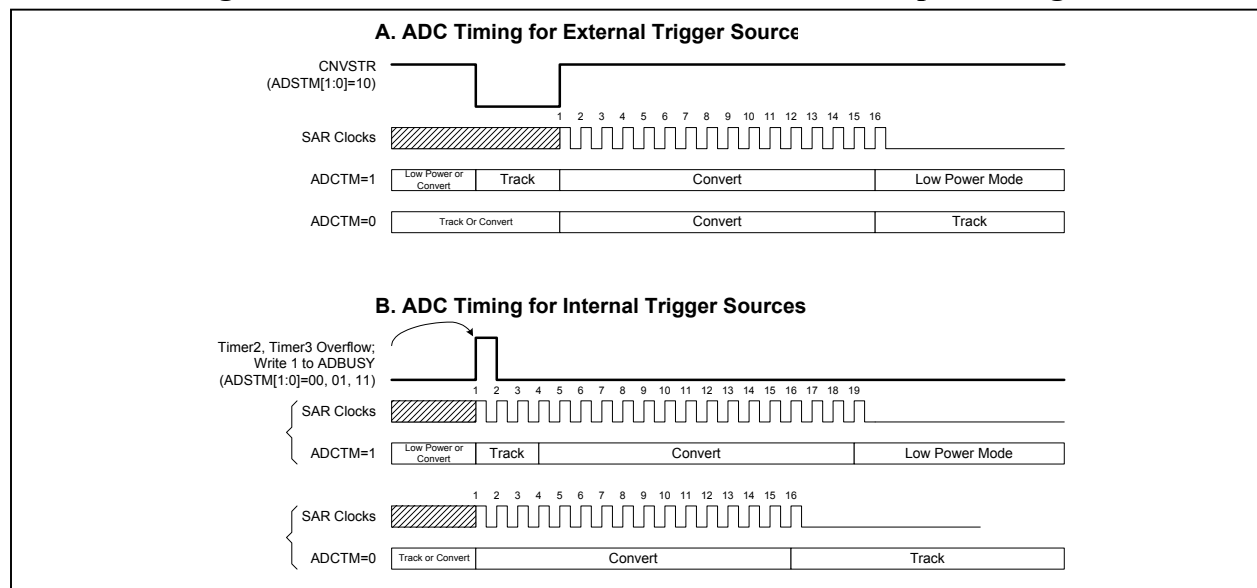 A. ADC Timing for External Trigger Source
CNVSTR
(ADSTM[1:0]=10)
1 2 3 4 5 6 7 8 9 10 11 12 13 14 15 16
SAR Clocks
ADCTM=1 Low Power or Convert Track Convert Low Power Mode
ADCTM=0 Track Or Convert Convert Track
B. ADC Timing for Internal Trigger Sources
Timer2, Timer3 Overflow;
Write 1 to ADBUSY
(ADSTM[1:0]=00, 01, 11)
1 2 3 4 5 6 7 8 9 10 11 12 13 14 15 16 17 18 19
SAR Clocks
ADCTM=1 Low Power or Convert Track Convert Low Power Mode
1 2 3 4 5 6 7 8 9 10 11 12 13 14 15 16
SAR Clocks
ADCTM=0 Track or Convert Convert Track